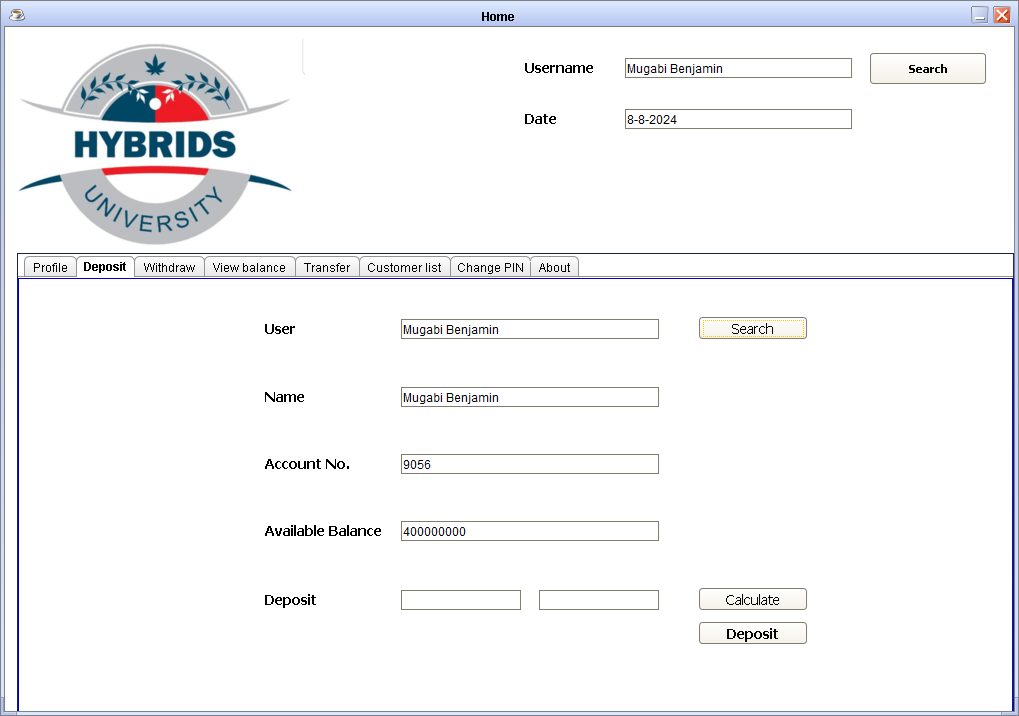 Home
Username Mugabi Benjamin Search
Date 8-8-2024
HYBRIDS
UNIVERSITY
Profile Deposit Withdraw View balance Transfer Customer list Change PIN About
User Mugabi Benjamin Search
Name Mugabi Benjamin
Account No. 9056
Available Balance 400000000
Deposit Calculate
Deposit